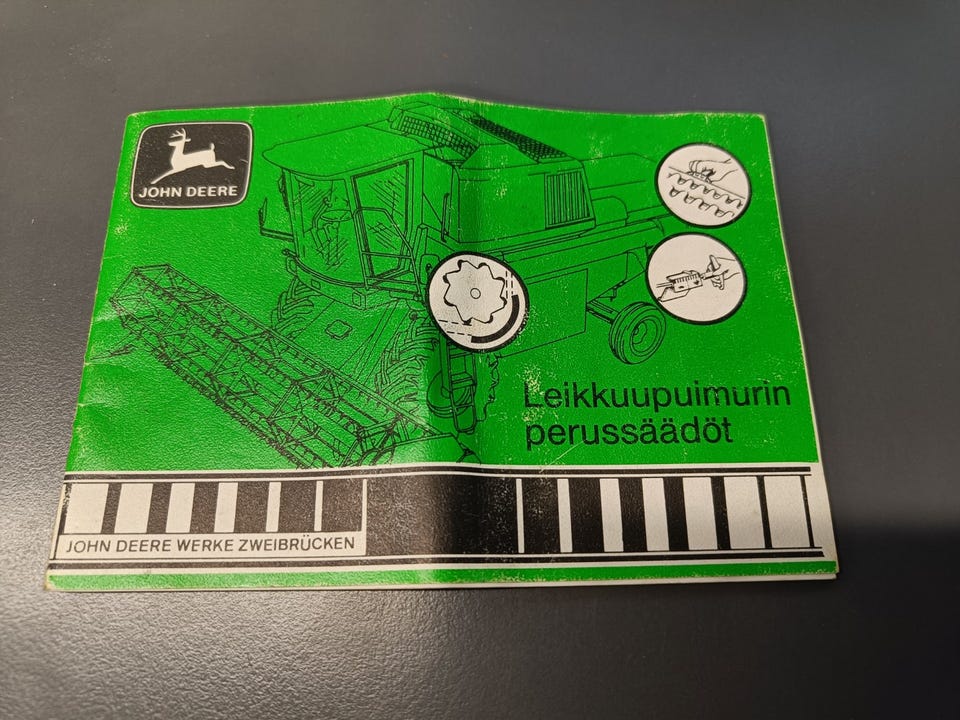 JOHN DEERE
Leikkuupuimurin
perussäädöt
JOHN DEERE WERKE ZWEIBRÜCKEN